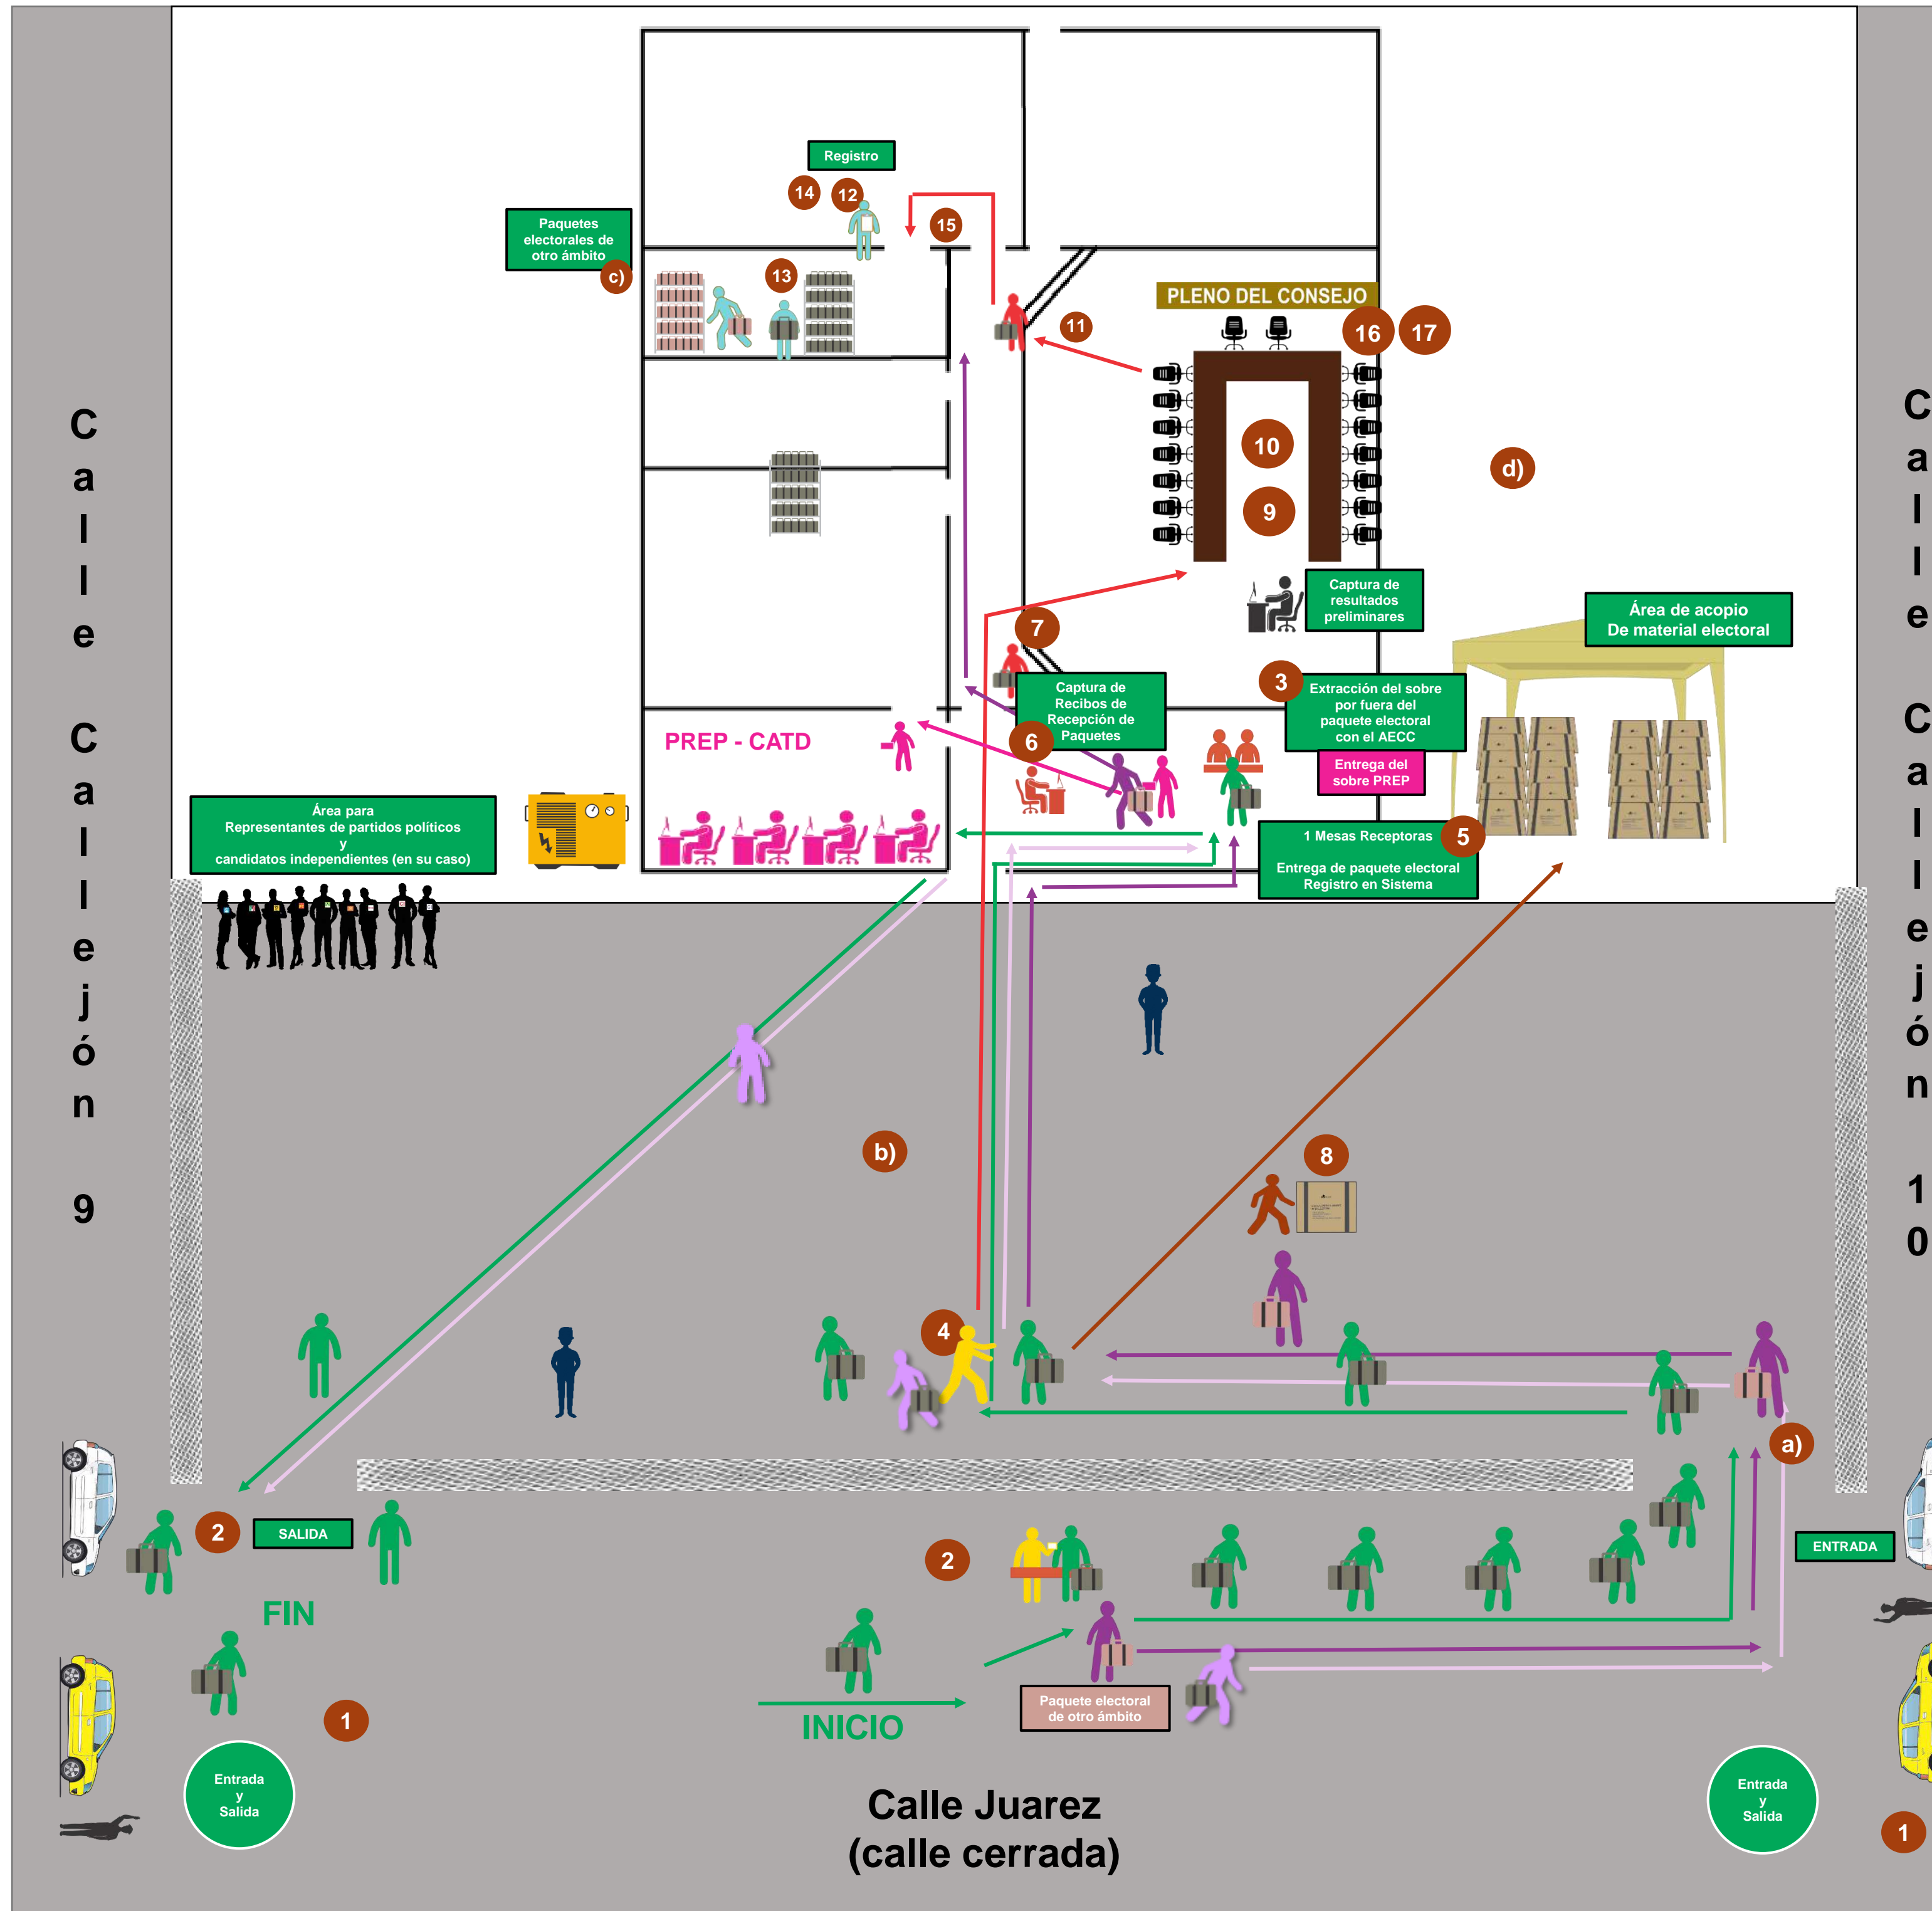 Registro
14
12
15
Paquetes
electorales de
otro ámbito
c)
13
PLENO DEL CONSEJO
16
17
11
10
9
d)
Calle Callejón 9
Calle Callejón 10
Captura de
resultados
preliminares
Área de acopio
De material electoral
7
Captura de
Recibos de
Recepción de
Paquetes
6
3
Extracción del sobre
por fuera del
paquete electoral
con el AECC
Entrega del
sobre PREP
PREP - CATD
Área para
Representantes de partidos políticos
y
candidatos independientes (en su caso)
1 Mesas Receptoras
5
Entrega de paquete electoral
Registro en Sistema
b)
8
4
a)
2
SALIDA
2
ENTRADA
FIN
INICIO
Paquete electoral
de otro ámbito
1
Entrada
y
Salida
Entrada
y
Salida
1
Calle Juarez
(calle cerrada)